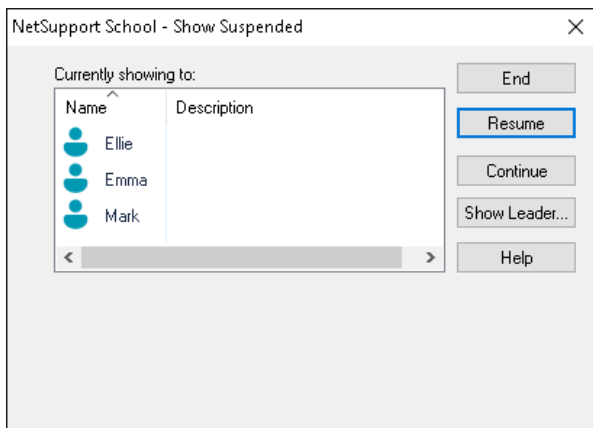 NetSupport School - Show Suspended
Currently showing to:
Name Description
Ellie
Emma
Mark
End
Resume
Continue
Show Leader...
Help